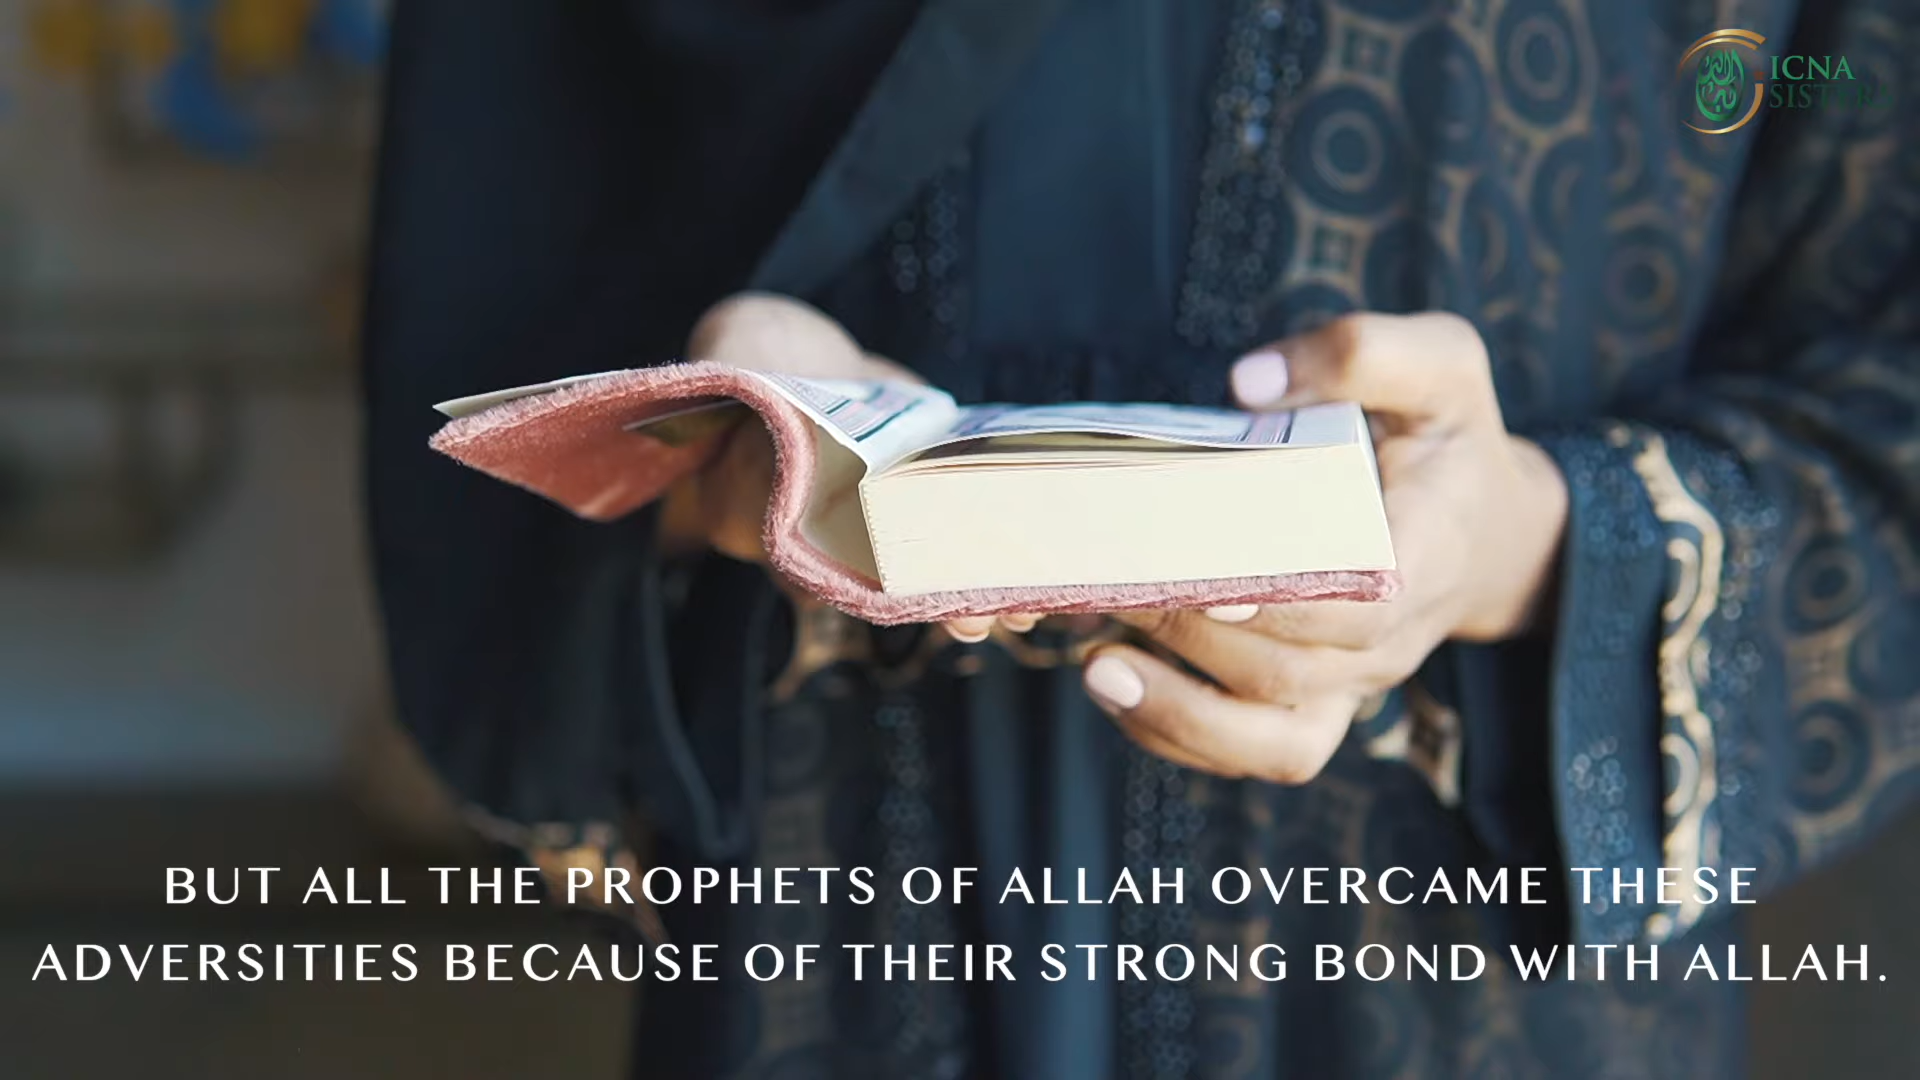 ICNA
SISTERS
BUT ALL THE PROPHETS OF ALLAH OVERCAME THESE
ADVERSITIES BECAUSE OF THEIR STRONG BOND WITH ALLAH.